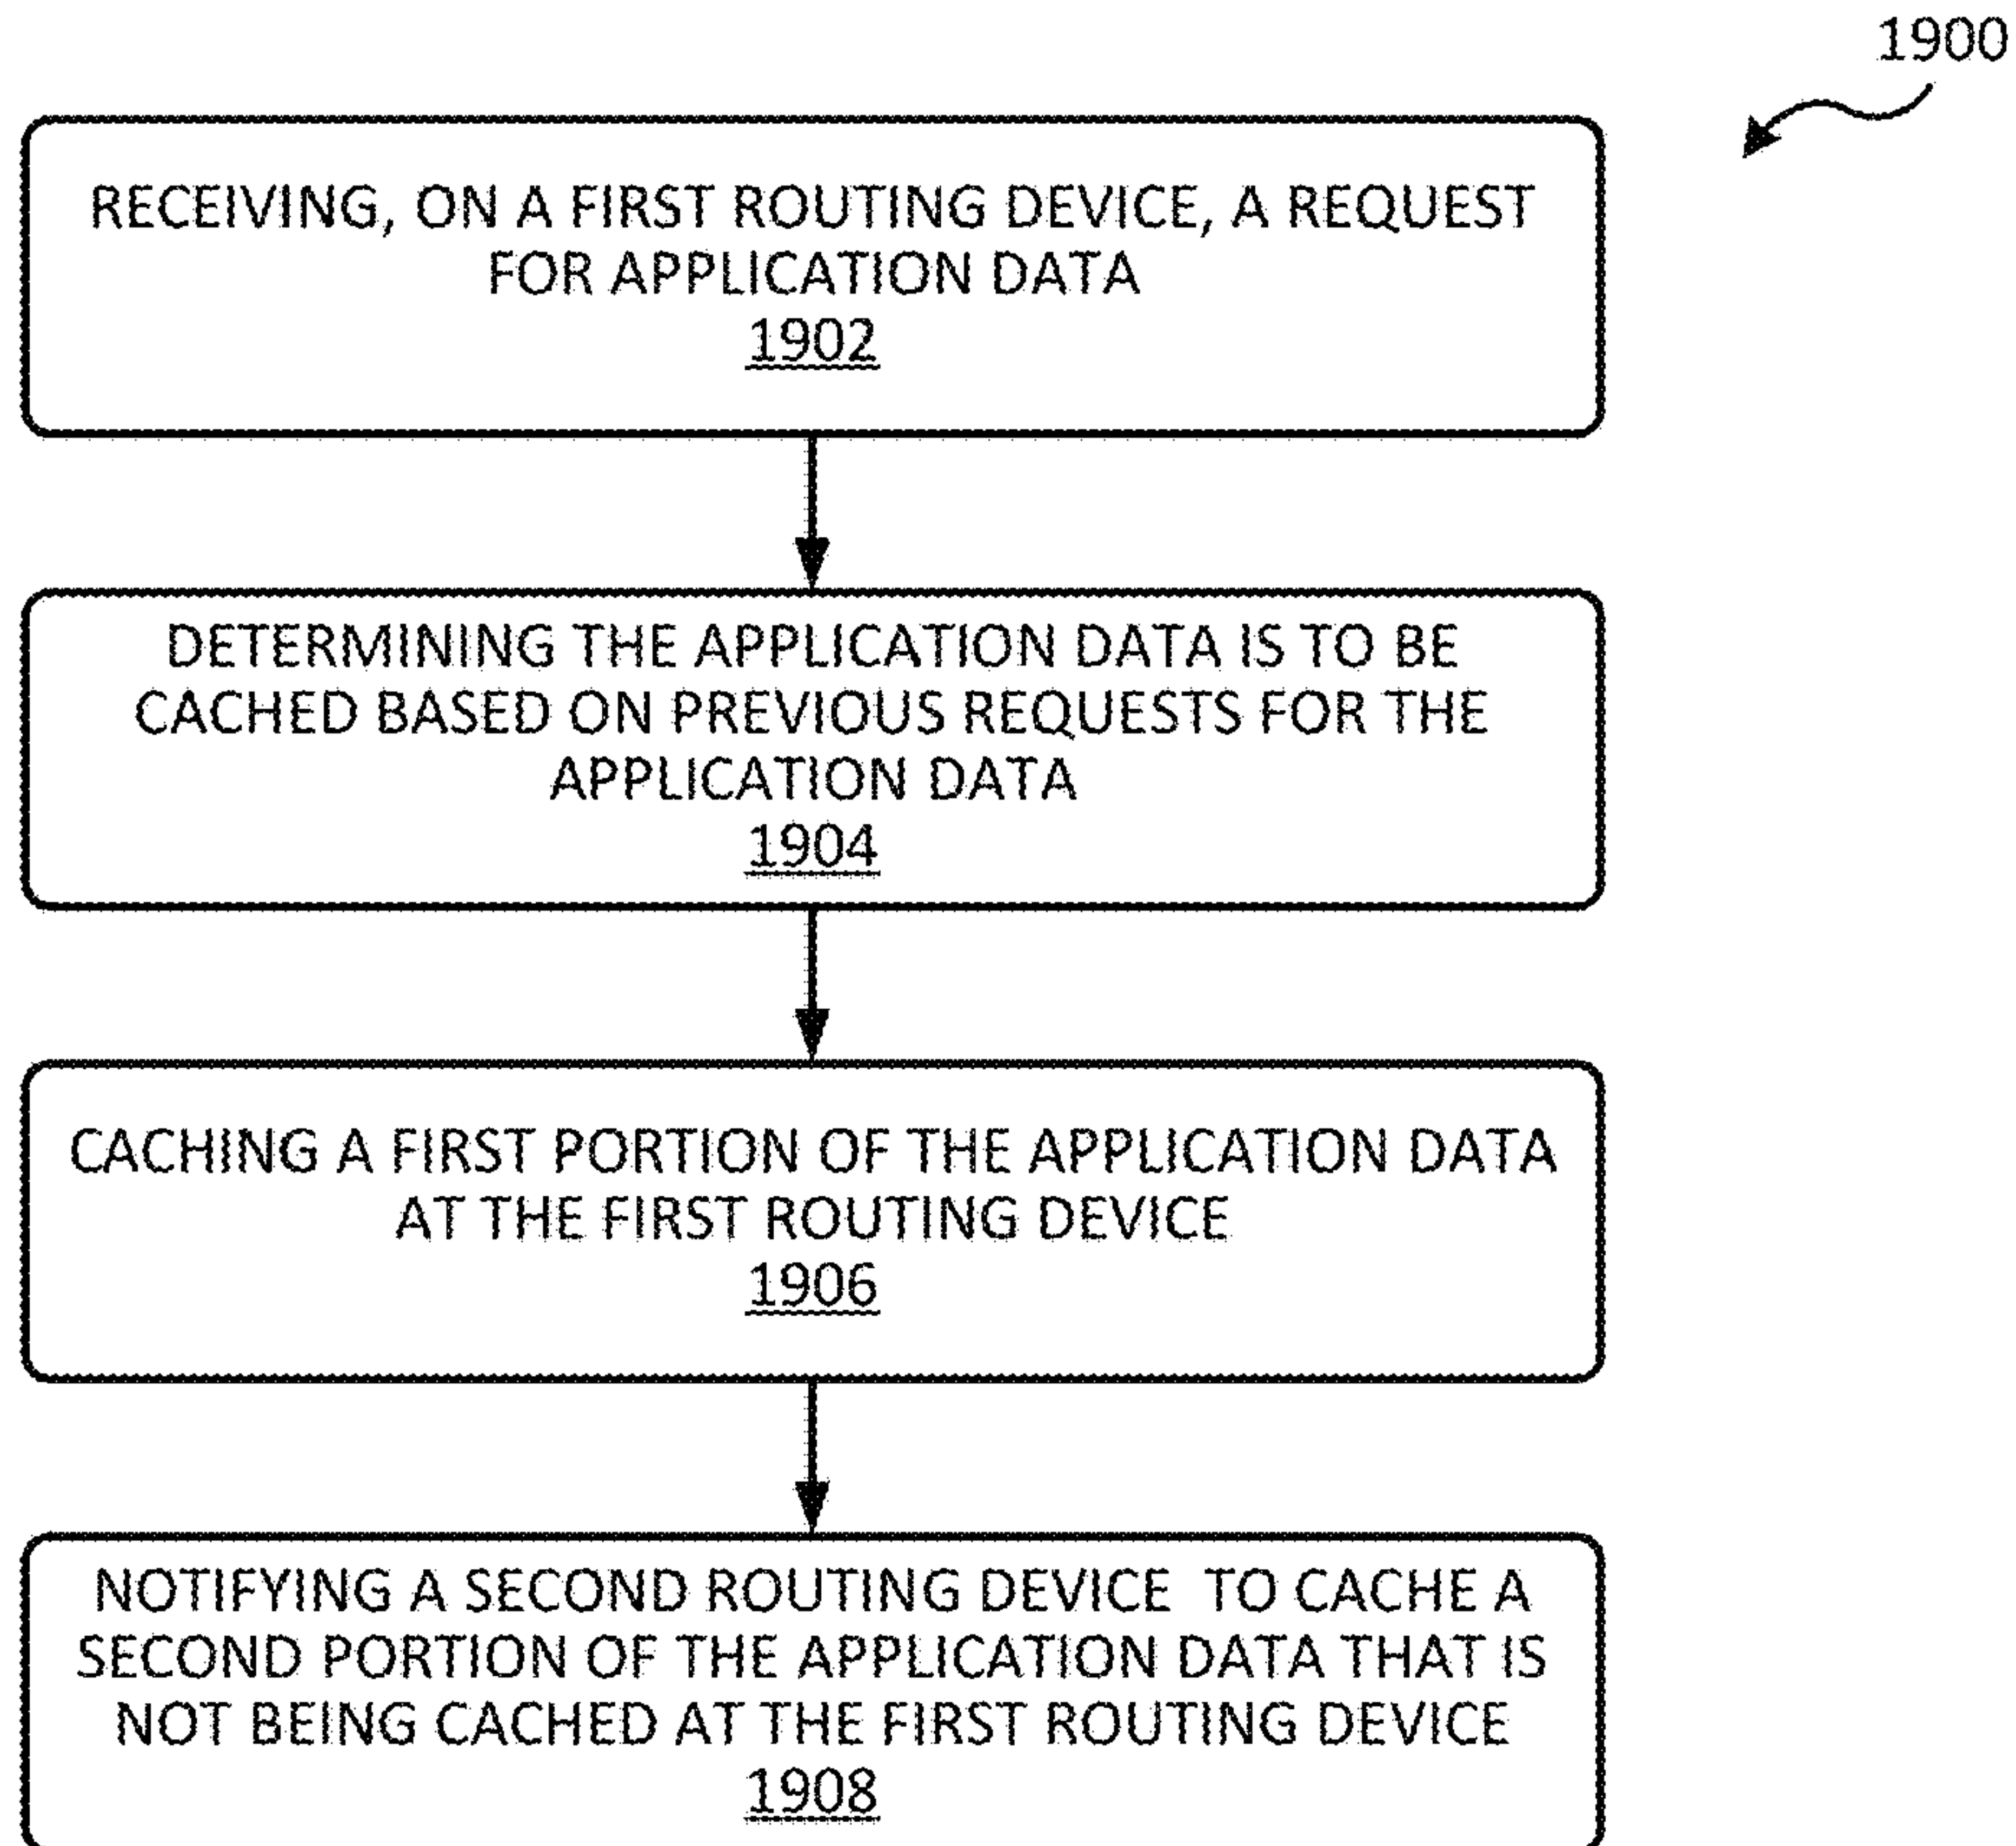 1900
RECEIVING, ON A FIRST ROUTING DEVICE, A REQUEST
FOR APPLICATION DATA
1902
DETERMINING THE APPLICATION DATA IS TO BE
CACHED BASED ON PREVIOUS REQUESTS FOR THE
APPLICATION DATA
1904
CACHING A FIRST PORTION OF THE APPLICATION DATA
AT THE FIRST ROUTING DEVICE
1906
NOTIFYING A SECOND ROUTING DEVICE TO CACHE A
SECOND PORTION OF THE APPLICATION DATA THAT IS
NOT BEING CACHED AT THE FIRST ROUTING DEVICE
1908